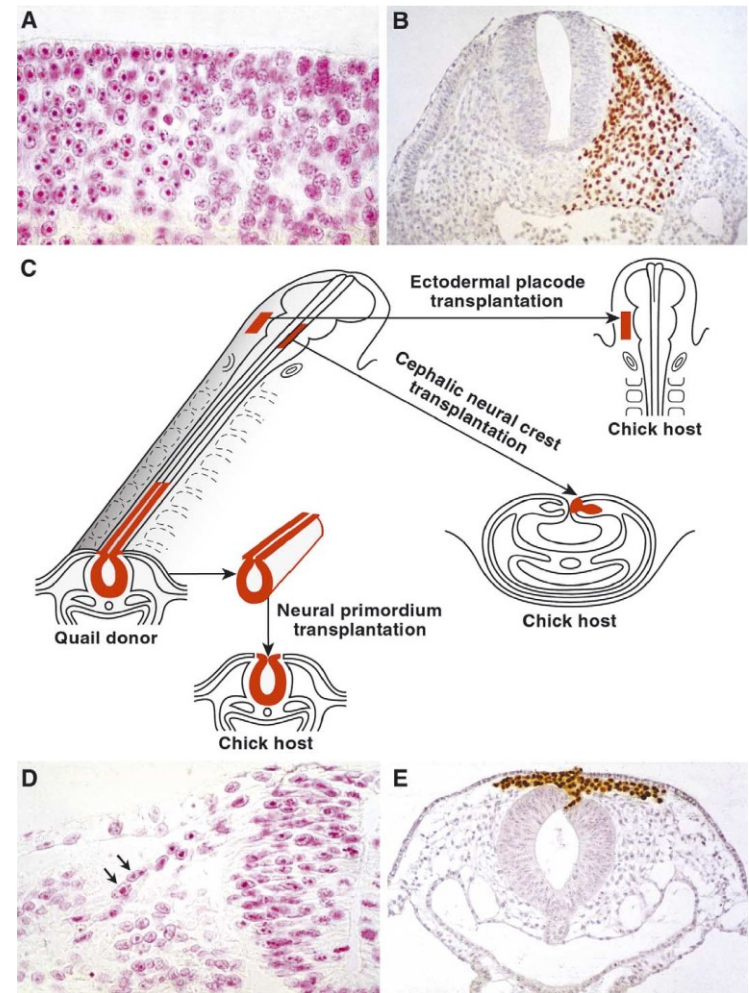 A
B
C
Ectodermal placode
transplantation
Chick host
Cephalic neural crest
transplantation
Chick host
Quail donor
Neural primordium
transplantation
Chick host
D
E